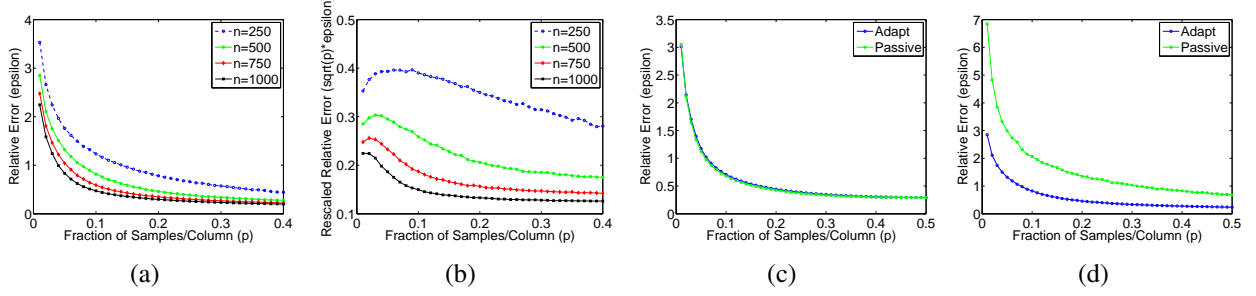 4
3
2
1
0
0
0.1
0.2
0.3
0.4
Relative Error (epsilon)
Fraction of Samples/Column (p)
n=250
n=500
n=750
n=1000
(a)
0.5
0.4
0.3
0.2
0.1
0
0.1
0.2
0.3
0.4
Rescaled Relative Error (sqrt(p)*epsilon)
Fraction of Samples/Column (p)
n=250
n=500
n=750
n=1000
(b)
3.5
3
2.5
2
1.5
1
0.5
0
0
0.1
0.2
0.3
0.4
0.5
Relative Error (epsilon)
Fraction of Samples/Column (p)
Adapt
Passive
(c)
7
6
5
4
3
2
1
0
0
0.1
0.2
0.3
0.4
0.5
Relative Error (epsilon)
Fraction of Samples/Column (p)
Adapt
Passive
(d)